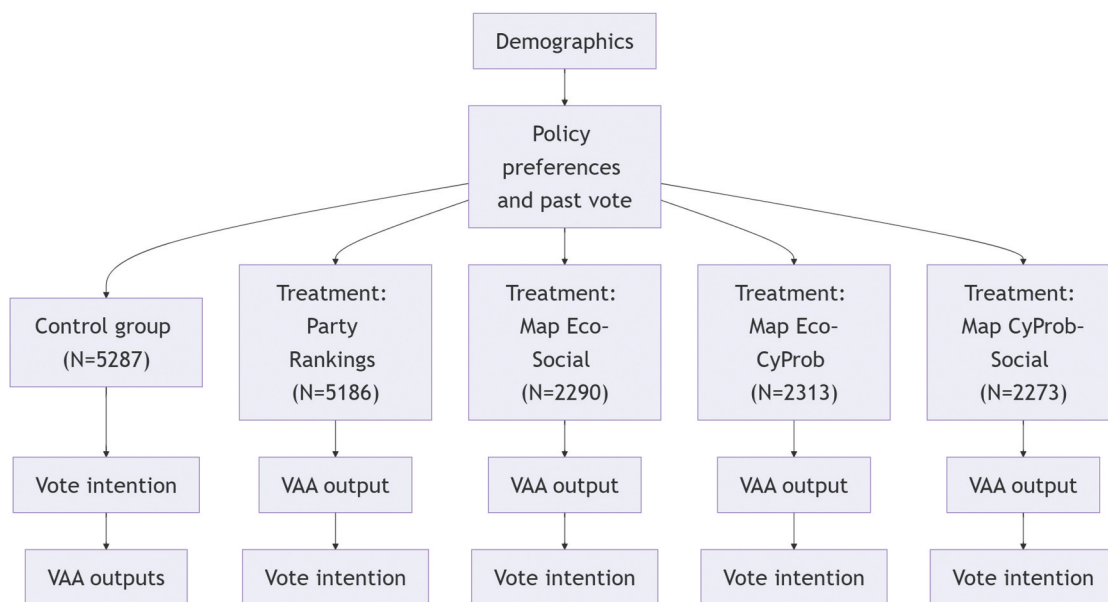 Demographics
Policy
preferences
and past vote
Control group
(N=5287)
Treatment:
Party
Rankings
(N=5186)
Treatment:
Map Eco-
Social
(N=2290)
Treatment:
Map Eco-
CyProb
(N=2313)
Treatment:
Map CyProb-
Social
(N=2273)
Vote intention
VAA output
VAA output
VAA output
VAA output
VAA outputs
Vote intention
Vote intention
Vote intention
Vote intention